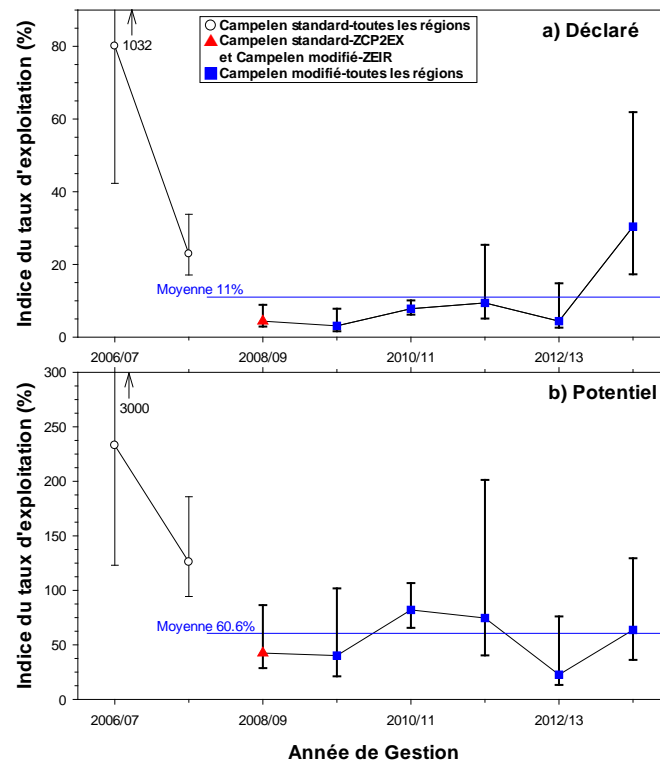 Campelen standard-toutes les régions
Campelen standard-ZCP2EX
et Campelen modifié-ZEIR
Campelen modifié-toutes les régions
a) Déclaré
1032
Indice du taux d'exploitation (%)
80
60
40
20
0
Moyenne 11%
2006/07 2008/09 2010/11 2012/13
b) Potentiel
3000
Indice du taux d'exploitation (%)
300
250
200
150
100
50
0
Moyenne 60.6%
2006/07 2008/09 2010/11 2012/13
Année de Gestion